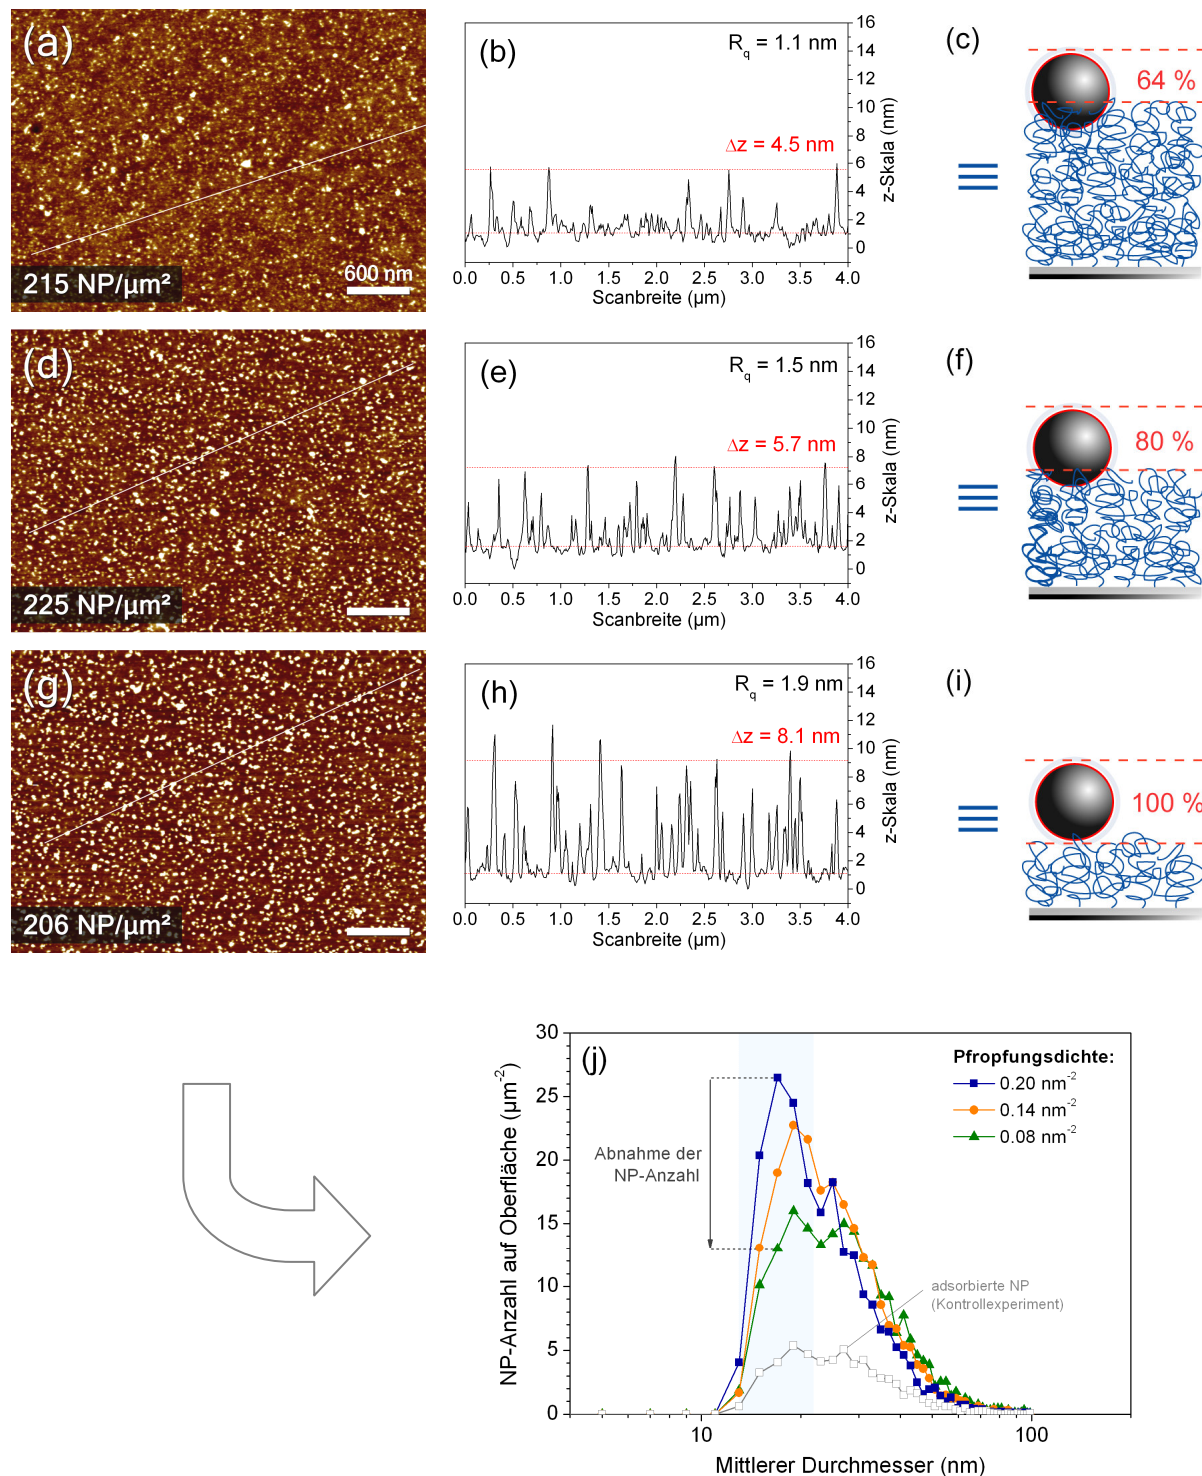 (a)
215 NP/µm²
600 nm
(b)
Rq = 1.1 nm
Δz = 4.5 nm
16
14
12
10
8
6
4
2
0
z-Skala (nm)
0.0 0.5 1.0 1.5 2.0 2.5 3.0 3.5 4.0
Scanbreite (µm)
(c)
64 %
(d)
225 NP/µm²
(e)
Rq = 1.5 nm
Δz = 5.7 nm
16
14
12
10
8
6
4
2
0
z-Skala (nm)
0.0 0.5 1.0 1.5 2.0 2.5 3.0 3.5 4.0
Scanbreite (µm)
(f)
80 %
(g)
206 NP/µm²
(h)
Rq = 1.9 nm
Δz = 8.1 nm
16
14
12
10
8
6
4
2
0
z-Skala (nm)
0.0 0.5 1.0 1.5 2.0 2.5 3.0 3.5 4.0
Scanbreite (µm)
(i)
100 %
(j)
NP-Anzahl auf Oberfläche (µm-2)
30
25
20
15
10
5
0
Pfropfungsdichte:
0.20 nm-2
0.14 nm-2
0.08 nm-2
Abnahme der
NP-Anzahl
adsorbierte NP
(Kontrollexperiment)
10 100
Mittlerer Durchmesser (nm)